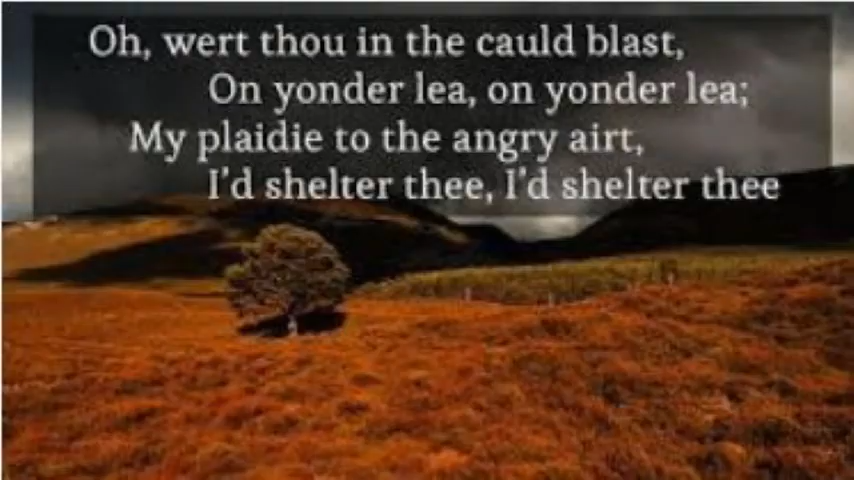 Oh, wert thou in the cauld blast,
On yonder lea, on yonder lea;
My plaidie to the angry airt,
I'd shelter thee, I'd shelter thee